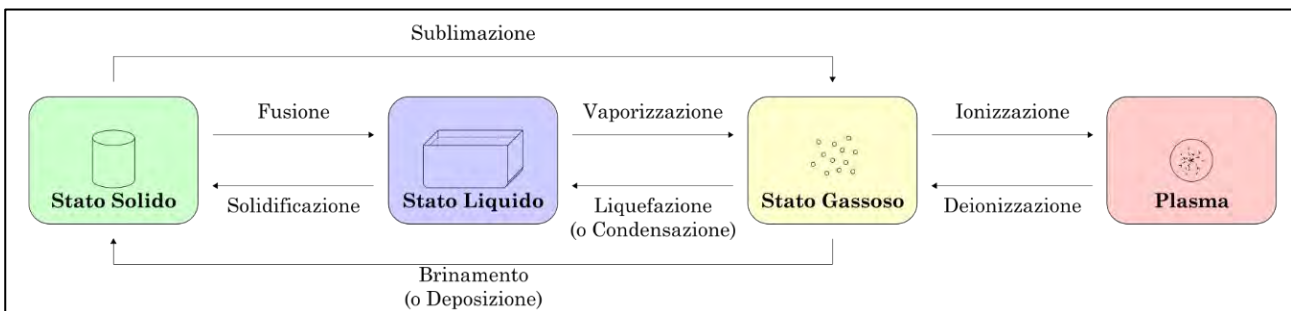 Sublimazione
Fusione
Vaporizzazione
Ionizzazione
Stato Solido
Stato Liquido
Stato Gassoso
Plasma
Solidificazione
Liquefazione
(o Condensazione)
Deionizzazione
Brinamento
(o Deposizione)